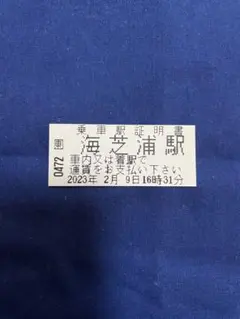 乗車駅証明書
海芝浦駅
車内又は着駅で
運賃をお支払い下さい
2023年 2月 9日16時31分
0472